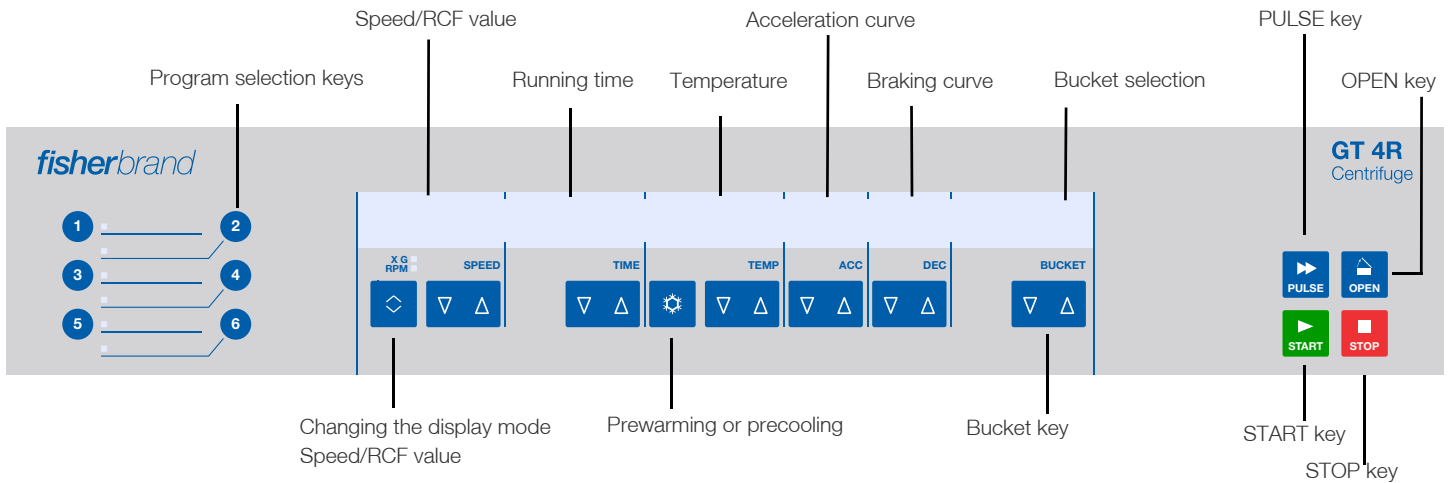 Speed/RCF value
Acceleration curve
PULSE key
Program selection keys
Running time
Temperature
Braking curve
Bucket selection
OPEN key
fisherbrand
GT 4R
Centrifuge
1
2
3
4
5
6
X G
RPM
SPEED
TIME
TEMP
ACC
DEC
BUCKET
PULSE
OPEN
START
STOP
Changing the display mode
Speed/RCF value
Prewarming or precooling
Bucket key
START key
STOP key